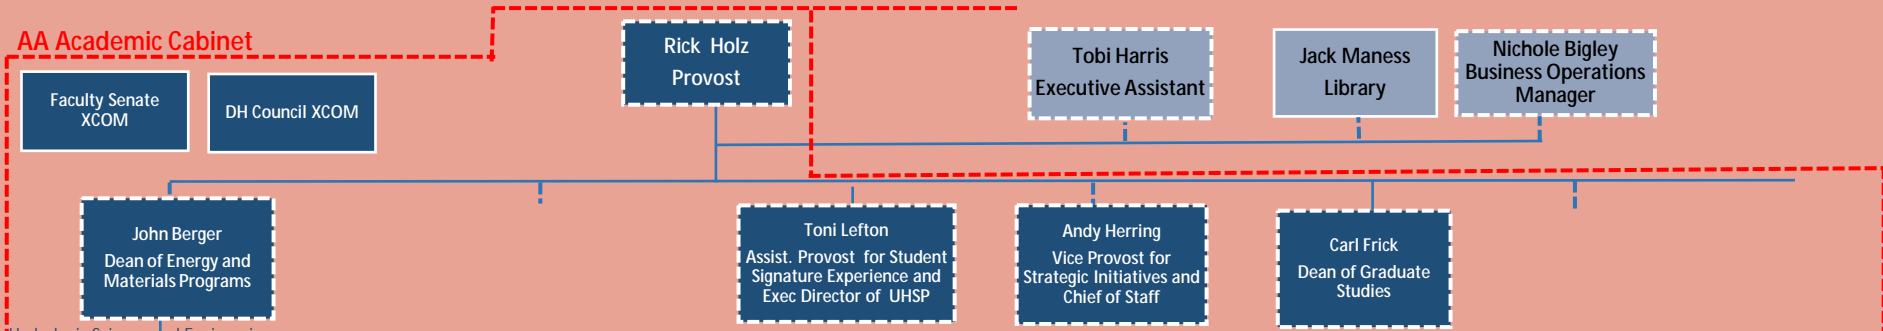 AA Academic Cabinet
Rick Holz
Provost
Tobi Harris
Executive Assistant
Jack Maness
Library
Nichole Bigley
Business Operations
Manager
Faculty Senate
XCOM
DH Council XCOM
John Berger
Dean of Energy and
Materials Programs
Toni Lefton
Assist. Provost for Student
Signature Experience and
Exec Director of UHSP
Andy Herring
Vice Provost for
Strategic Initiatives and
Chief of Staff
Carl Frick
Dean of Graduate
Studies